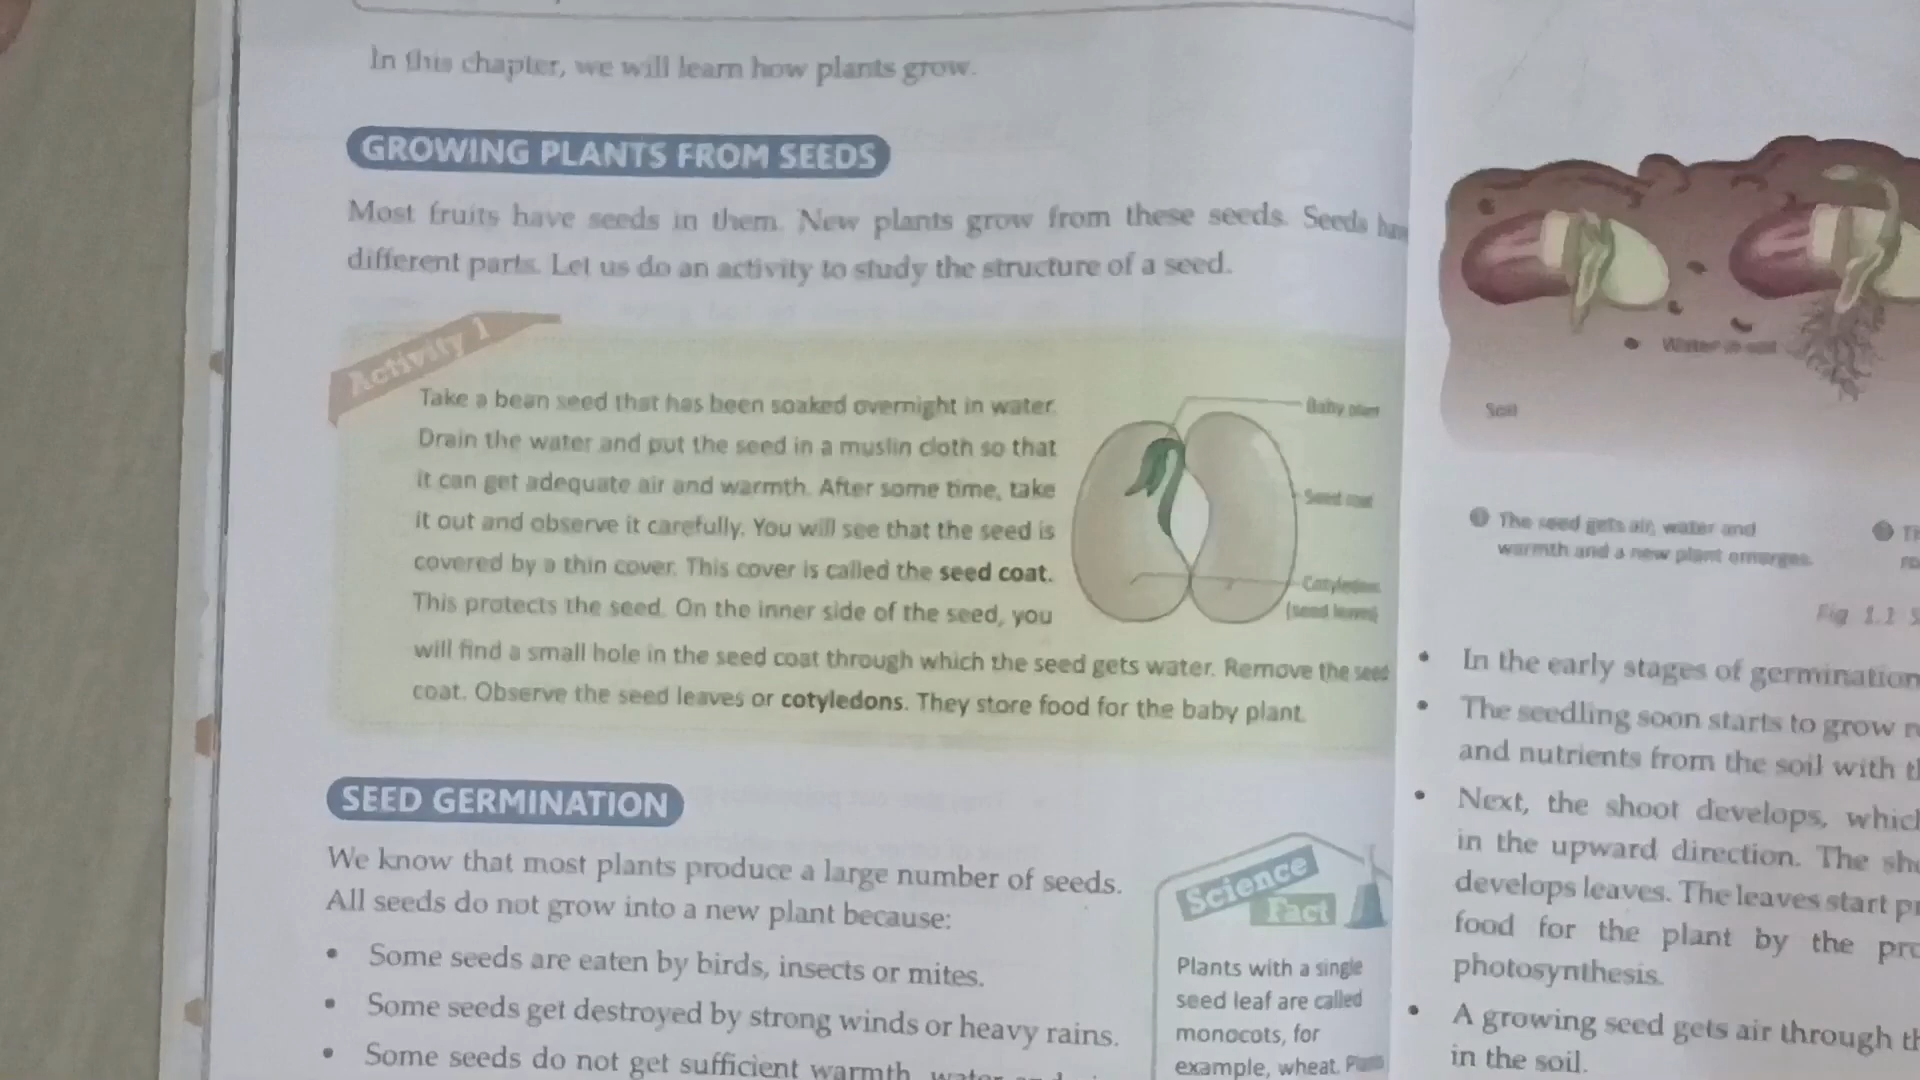 In this chapter, we will learn how plants grow.
GROWING PLANTS FROM SEEDS
Most fruits have seeds in them. New plants grow from these seeds. Seeds
different parts. Let us do an activity to study the structure of a seed.
Activity 1
Take a bean seed that has been soaked overnight in water.
Drain the water and put the seed in a muslin cloth so that
it can get adequate air and warmth. After some time, take
it out and observe it carefully. You will see that the seed is
covered by a thin cover. This cover is called the seed coat.
This protects the seed. On the inner side of the seed, you
will find a small hole in the seed coat through which the seed gets water. Remove the seed
coat. Observe the seed leaves or cotyledons. They store food for the baby plant.
Baby plant
Seed coat
Cotyledons
(seed leaves)
SEED GERMINATION
We know that most plants produce a large number of seeds.
All seeds do not grow into a new plant because:
• Some seeds are eaten by birds, insects or mites.
• Some seeds get destroyed by strong winds or heavy rains.
• Some seeds do not get sufficient warmth, water
Science
Fact
Plants with a single
seed leaf are called
monocots, for
example, wheat. Plants
Water in soil
Soil
1 The seed gets air, water and
warmth and a new plant emerges.
Fig 1.1
• In the early stages of germination
• The seedling soon starts to grow
and nutrients from the soil with
• Next, the shoot develops,
in the upward direction. The
develops leaves. The leaves start
food for the plant by the
photosynthesis.
• A growing seed gets air through
in the soil.